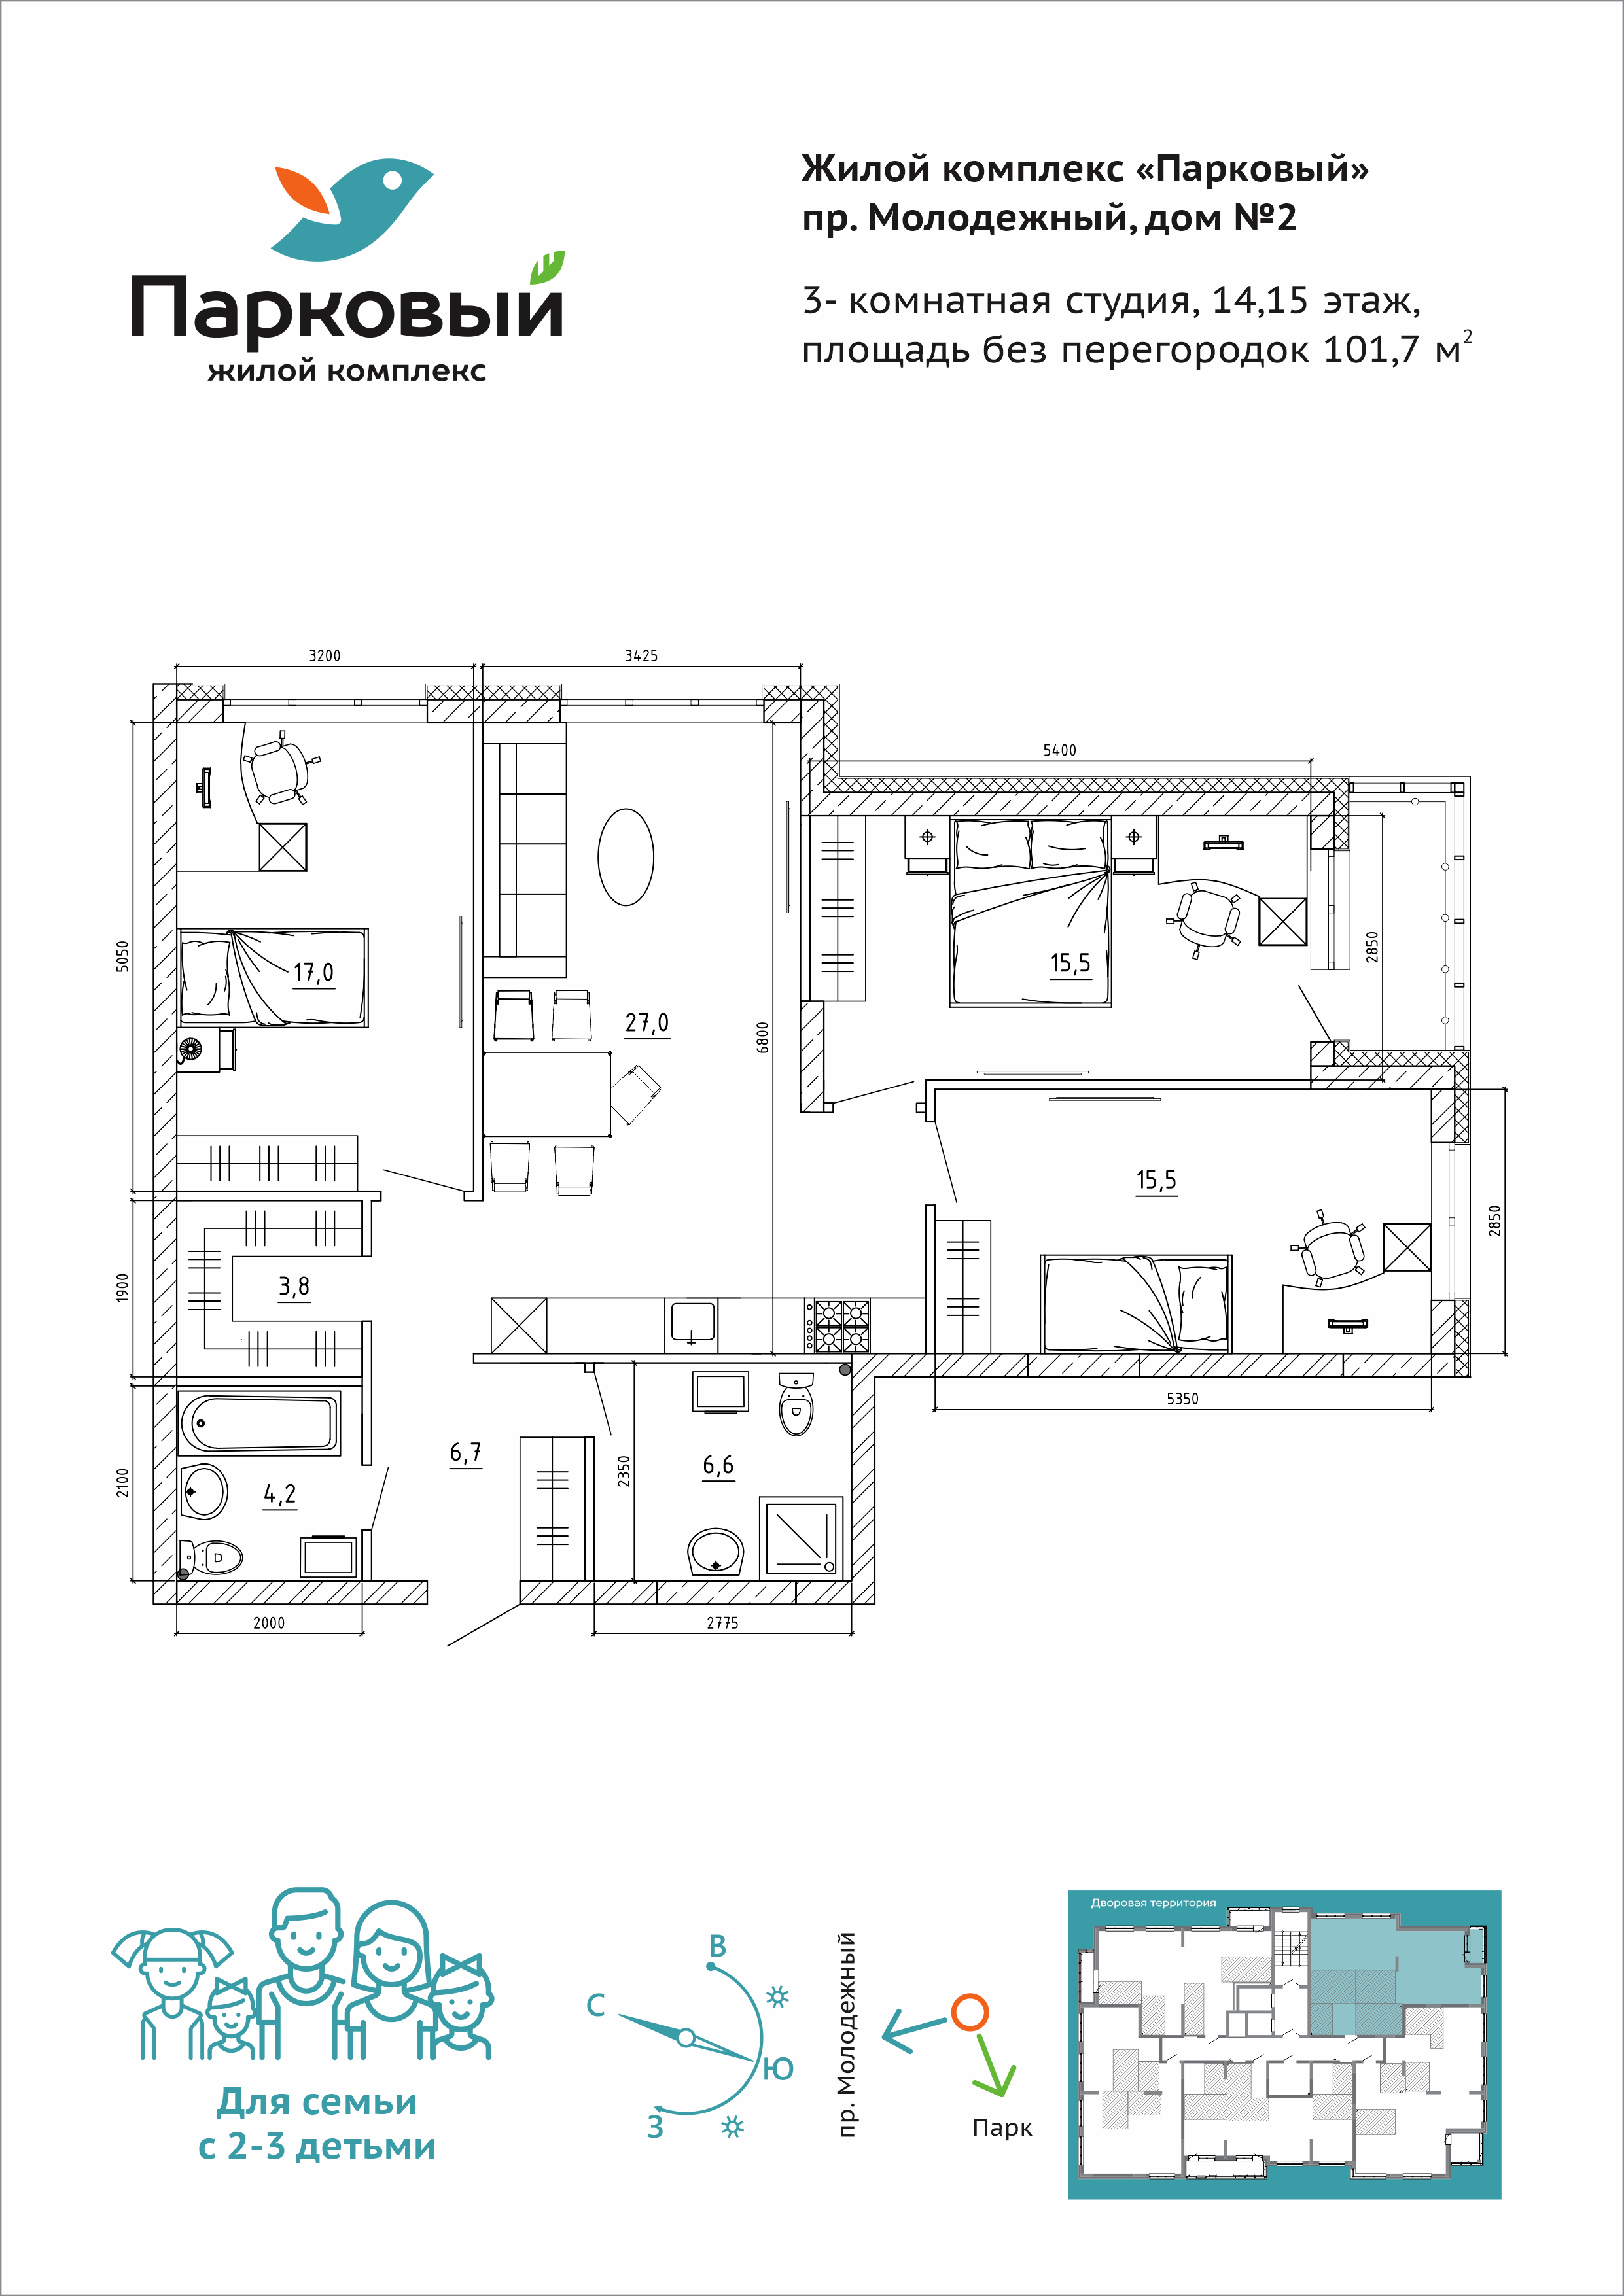 Парковый
жилой комплекс
Жилой комплекс «Парковый»
пр. Молодежный, дом №2
3- комнатная студия, 14,15 этаж,
площадь без перегородок 101,7 м²
3200
3425
5400
5050
17,0
27,0
6800
15,5
2850
15,5
2850
1900
3,8
5350
2100
4,2
6,7
2350
6,6
2000
2775
Для семьи
с 2-3 детьми
В
С
Ю
З
пр. Молодежный
Парк
Дворовая территория